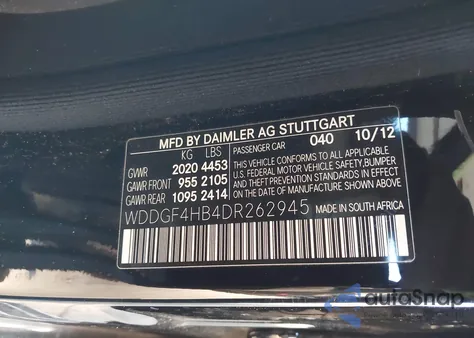 MFD BY DAIMLER AG STUTTGART
KG LBS PASSENGER CAR 040 10/12
GVWR 2020 4453
GAWR FRONT 955 2105
GAWR REAR 1095 2414
THIS VEHICLE CONFORMS TO ALL APPLICABLE
U.S. FEDERAL MOTOR VEHICLE SAFETY,BUMPER
AND THEFT PREVENTION STANDARDS IN EFFECT
ON THE DATE OF MANUFACTURE SHOWN ABOVE.
WDDGF4HB4DR262945 MADE IN SOUTH AFRICA
autoSnap